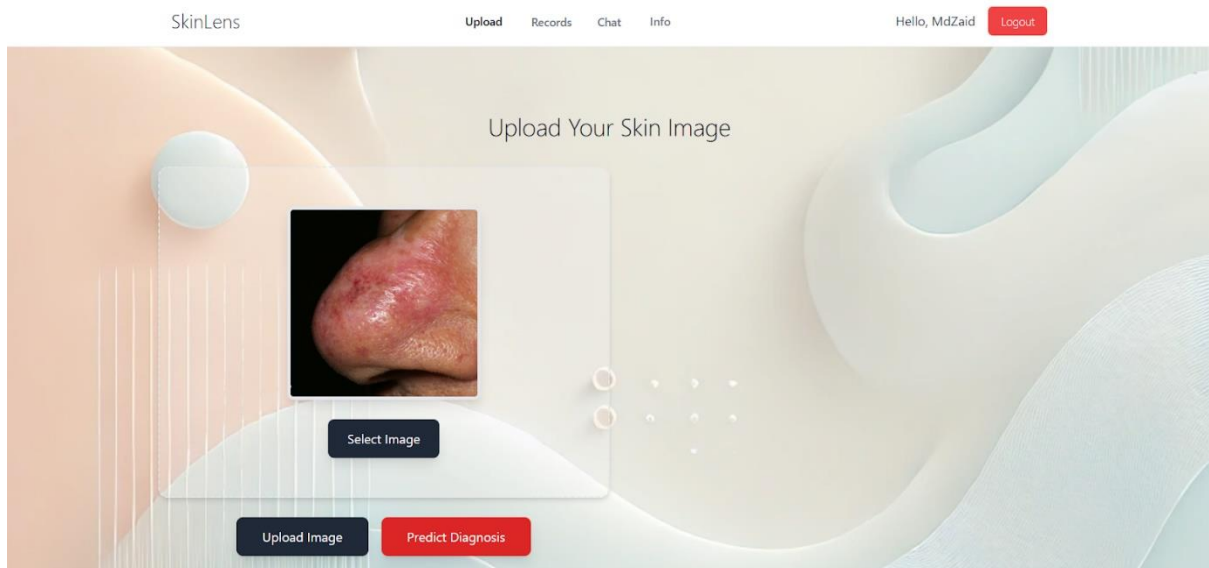 SkinLens Upload Records Chat Info Hello, MdZaid Logout
Upload Your Skin Image
Select Image
Upload Image Predict Diagnosis